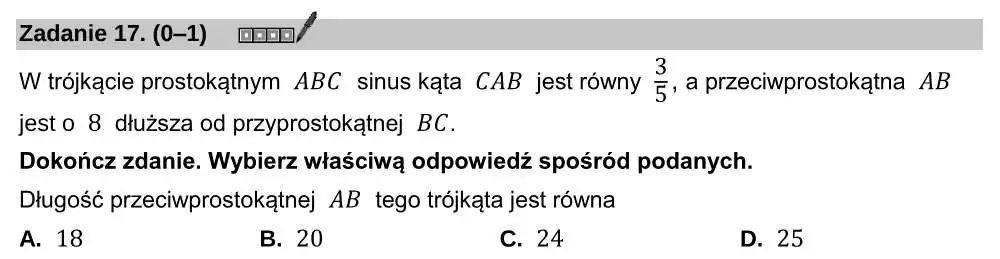 Zadanie 17. (0–1)
W trójkącie prostokątnym ABC sinus kąta CAB jest równy 3/5, a przeciwprostokątna AB
jest o 8 dłuższa od przyprostokątnej BC.
Dokończ zdanie. Wybierz właściwą odpowiedź spośród podanych.
Długość przeciwprostokątnej AB tego trójkąta jest równa
A. 18 B. 20 C. 24 D. 25